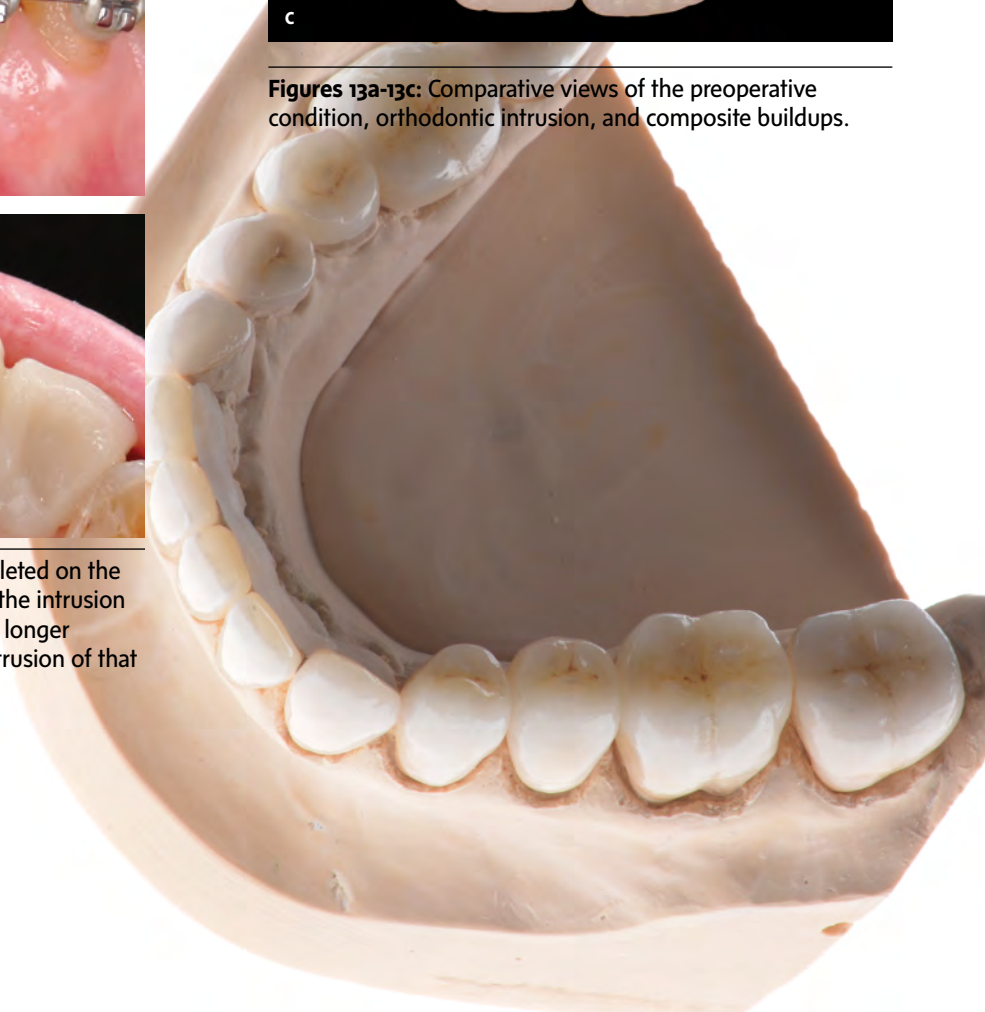 c
Figures 13a-13c: Comparative views of the preoperative
condition, orthodontic intrusion, and composite buildups.
leted on the
the intrusion
longer
trusion of that